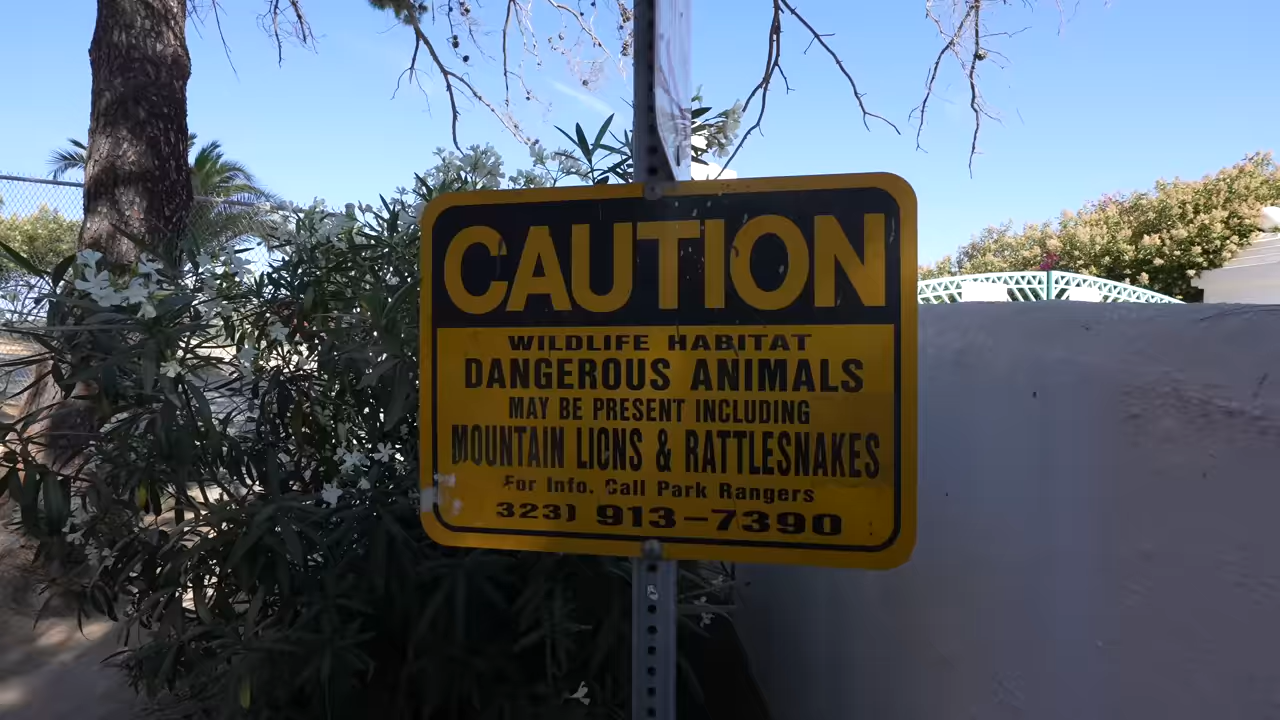 CAUTION
WILDLIFE HABITAT
DANGEROUS ANIMALS
MAY BE PRESENT INCLUDING
MOUNTAIN LIONS & RATTLESNAKES
For Info. Call Park Rangers
323) 913-7390